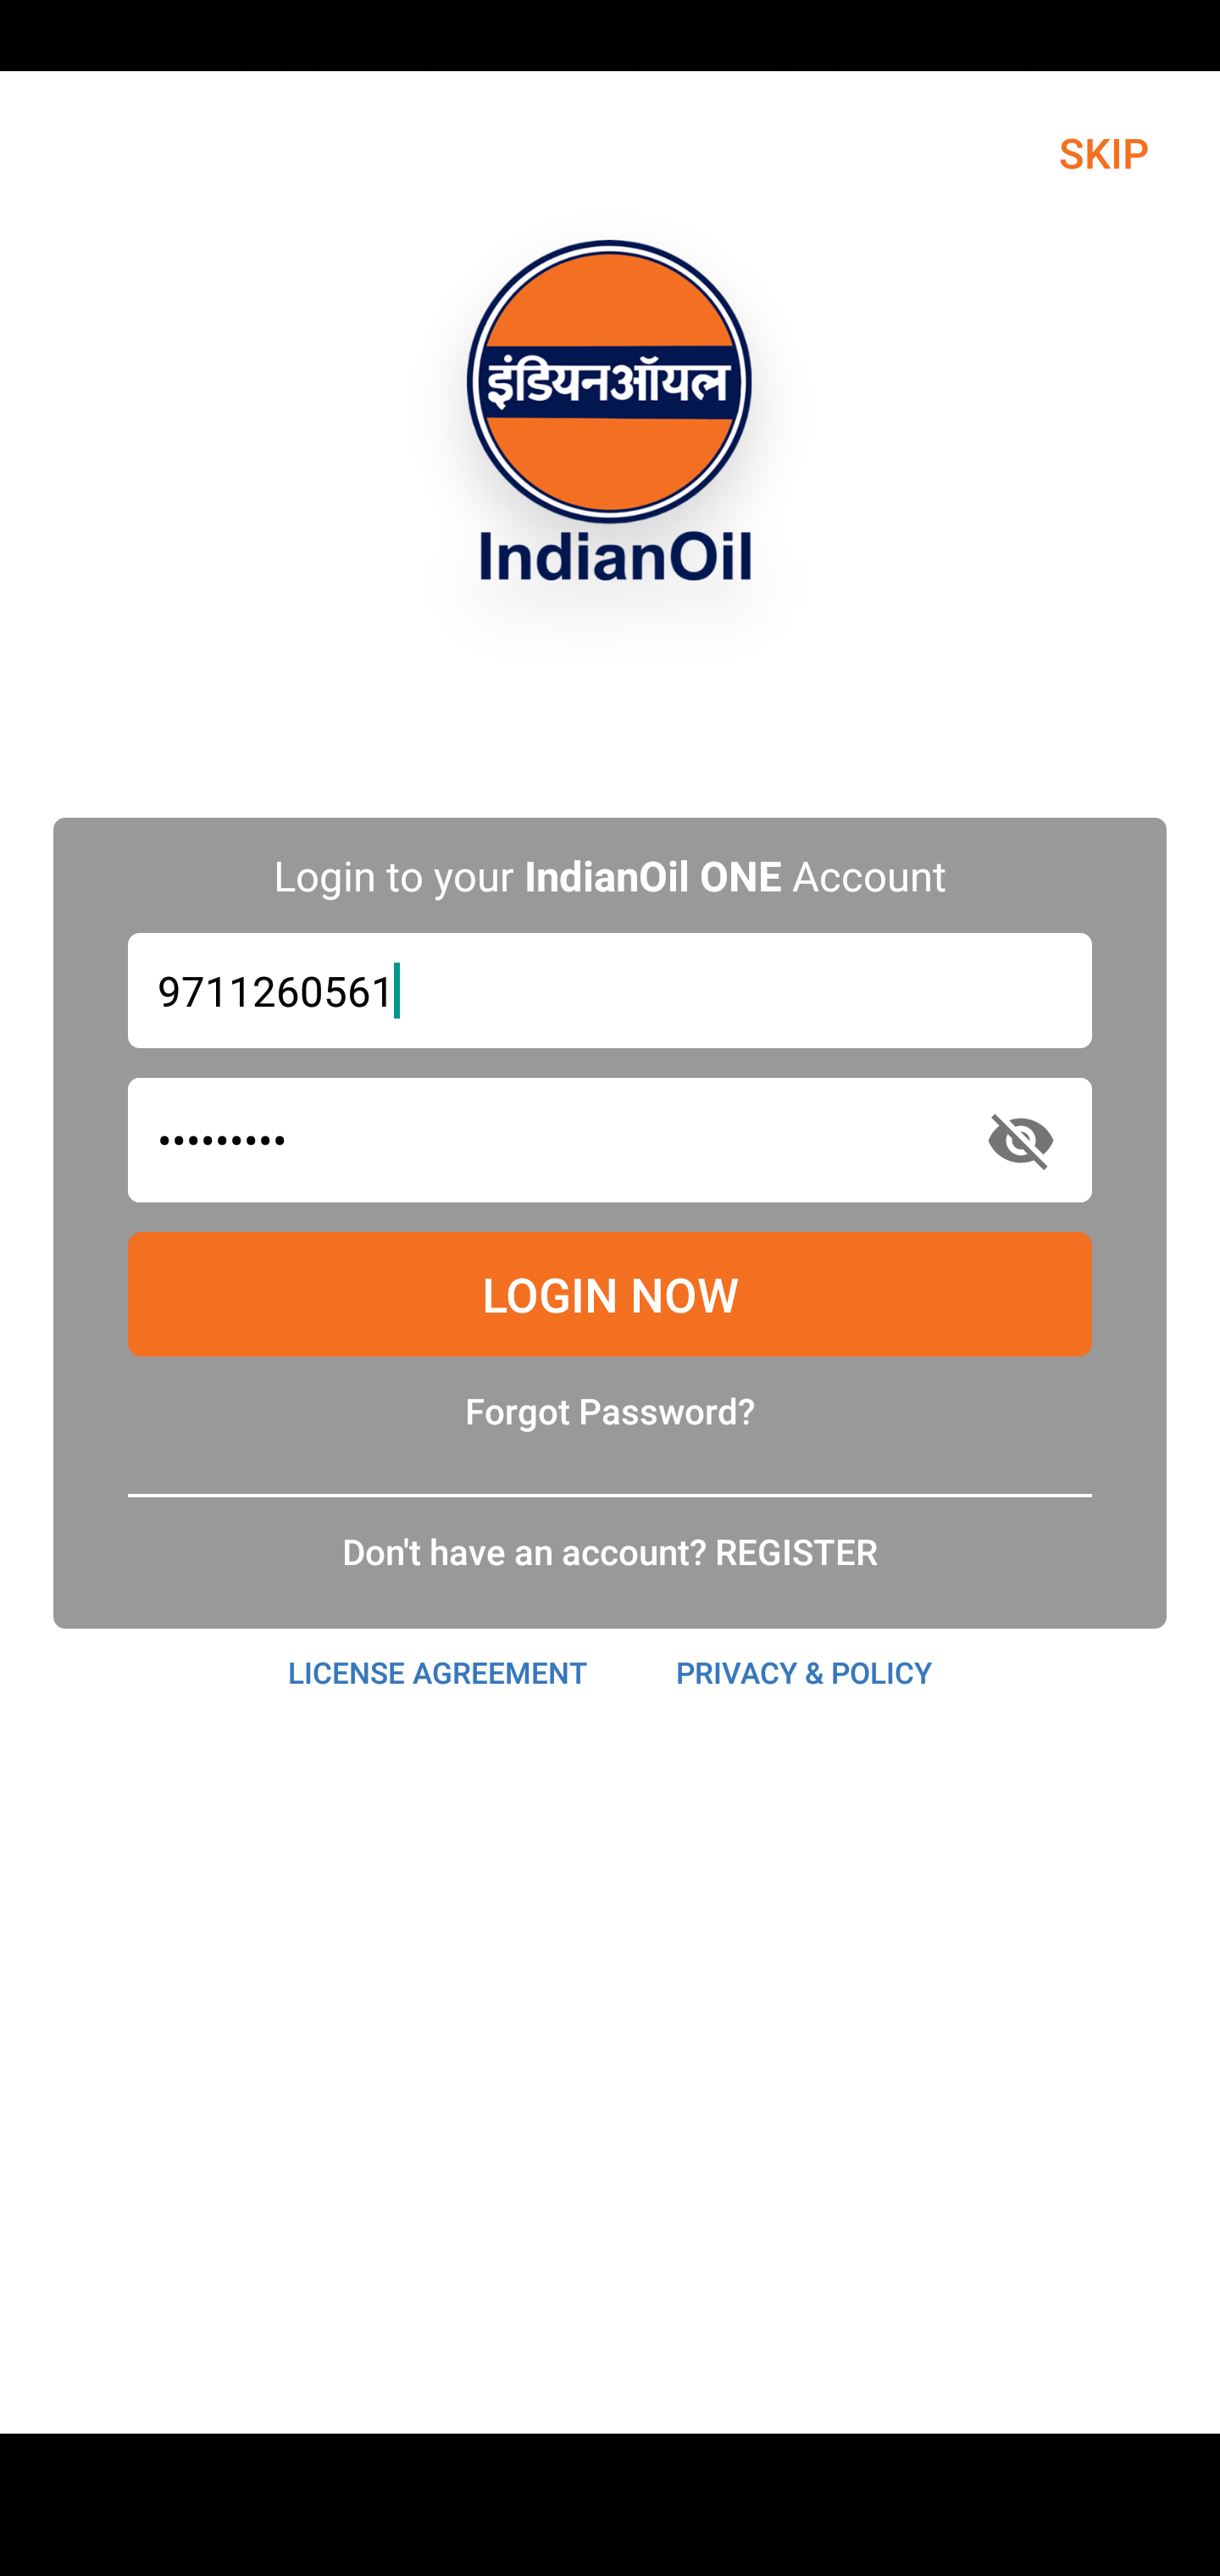 SKIP
इंडियनऑयल
IndianOil
Login to your IndianOil ONE Account
9711260561
•••••••••
LOGIN NOW
Forgot Password?
Don't have an account? REGISTER
LICENSE AGREEMENT PRIVACY & POLICY